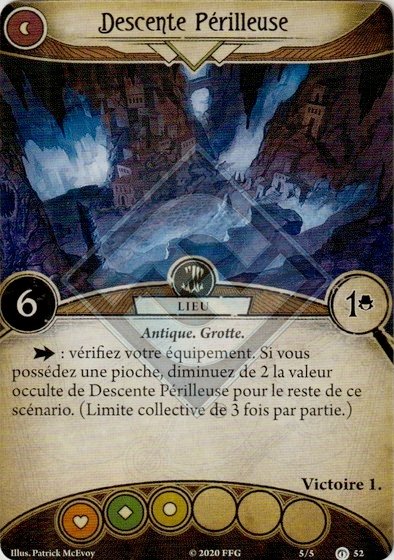 Descente Périlleuse
6
LIEU
1
Antique. Grotte.
: vérifiez votre équipement. Si vous
possédez une pioche, diminuez de 2 la valeur
occulte de Descente Périlleuse pour le reste de ce
scénario. (Limite collective de 3 fois par partie.)
Victoire 1.
Illus. Patrick McEvoy
© 2020 FFG
5/5
52